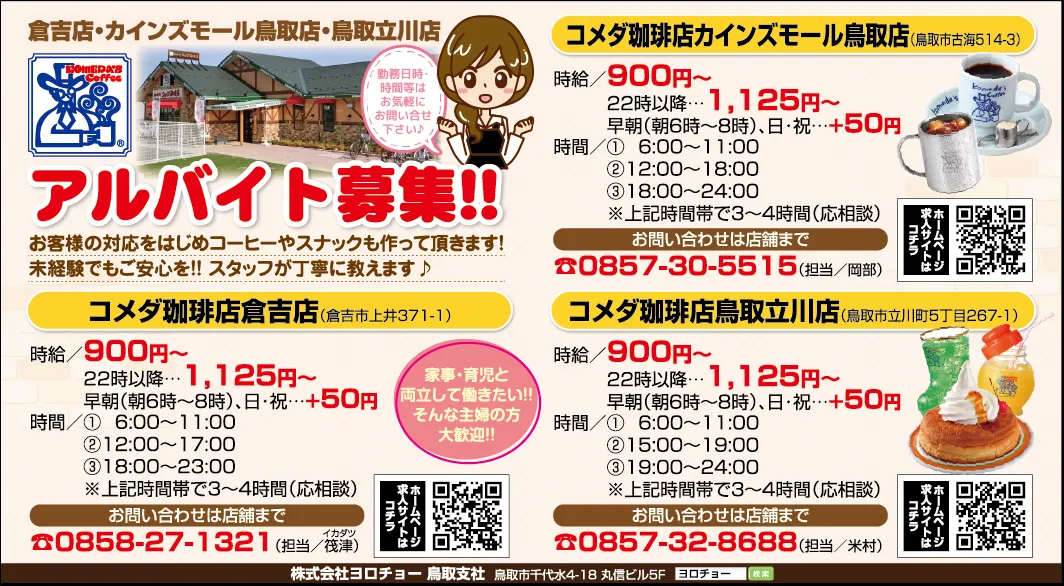 倉吉店・カインズモール鳥取店・鳥取立川店
KOMEDA'S
Coffee
®
勤務日時・
時間等は
お気軽に
お問い合せ
下さい♪
アルバイト募集!!
お客様の対応をはじめコーヒーやスナックも作って頂きます!
未経験でもご安心を!! スタッフが丁寧に教えます♪
コメダ珈琲店カインズモール鳥取店(鳥取市古海514-3)
時給／900円〜
22時以降…1,125円〜
早朝(朝6時〜8時)、日・祝…+50円
時間／① 6:00〜11:00
②12:00〜18:00
③18:00〜24:00
※上記時間帯で3〜4時間(応相談)
お問い合わせは店舗まで
☎0857-30-5515(担当／岡部)
ホームページ
求人サイトは
コチラ
コメダ珈琲店倉吉店(倉吉市上井371-1)
時給／900円〜
22時以降…1,125円〜
早朝(朝6時〜8時)、日・祝…+50円
時間／① 6:00〜11:00
②12:00〜17:00
③18:00〜23:00
※上記時間帯で3〜4時間(応相談)
家事・育児と
両立して働きたい!!
そんな主婦の方
大歓迎!!
お問い合わせは店舗まで
イカダツ
☎0858-27-1321(担当／筏津)
ホームページ
求人サイトは
コチラ
コメダ珈琲店鳥取立川店(鳥取市立川町5丁目267-1)
時給／900円〜
22時以降…1,125円〜
早朝(朝6時〜8時)、日・祝…+50円
時間／① 6:00〜11:00
②15:00〜19:00
③19:00〜24:00
※上記時間帯で3〜4時間(応相談)
お問い合わせは店舗まで
☎0857-32-8688(担当／米村)
ホームページ
求人サイトは
コチラ
株式会社ヨロチョー 鳥取支社 鳥取市千代水4-18 丸信ビル5F ヨロチョー 検索